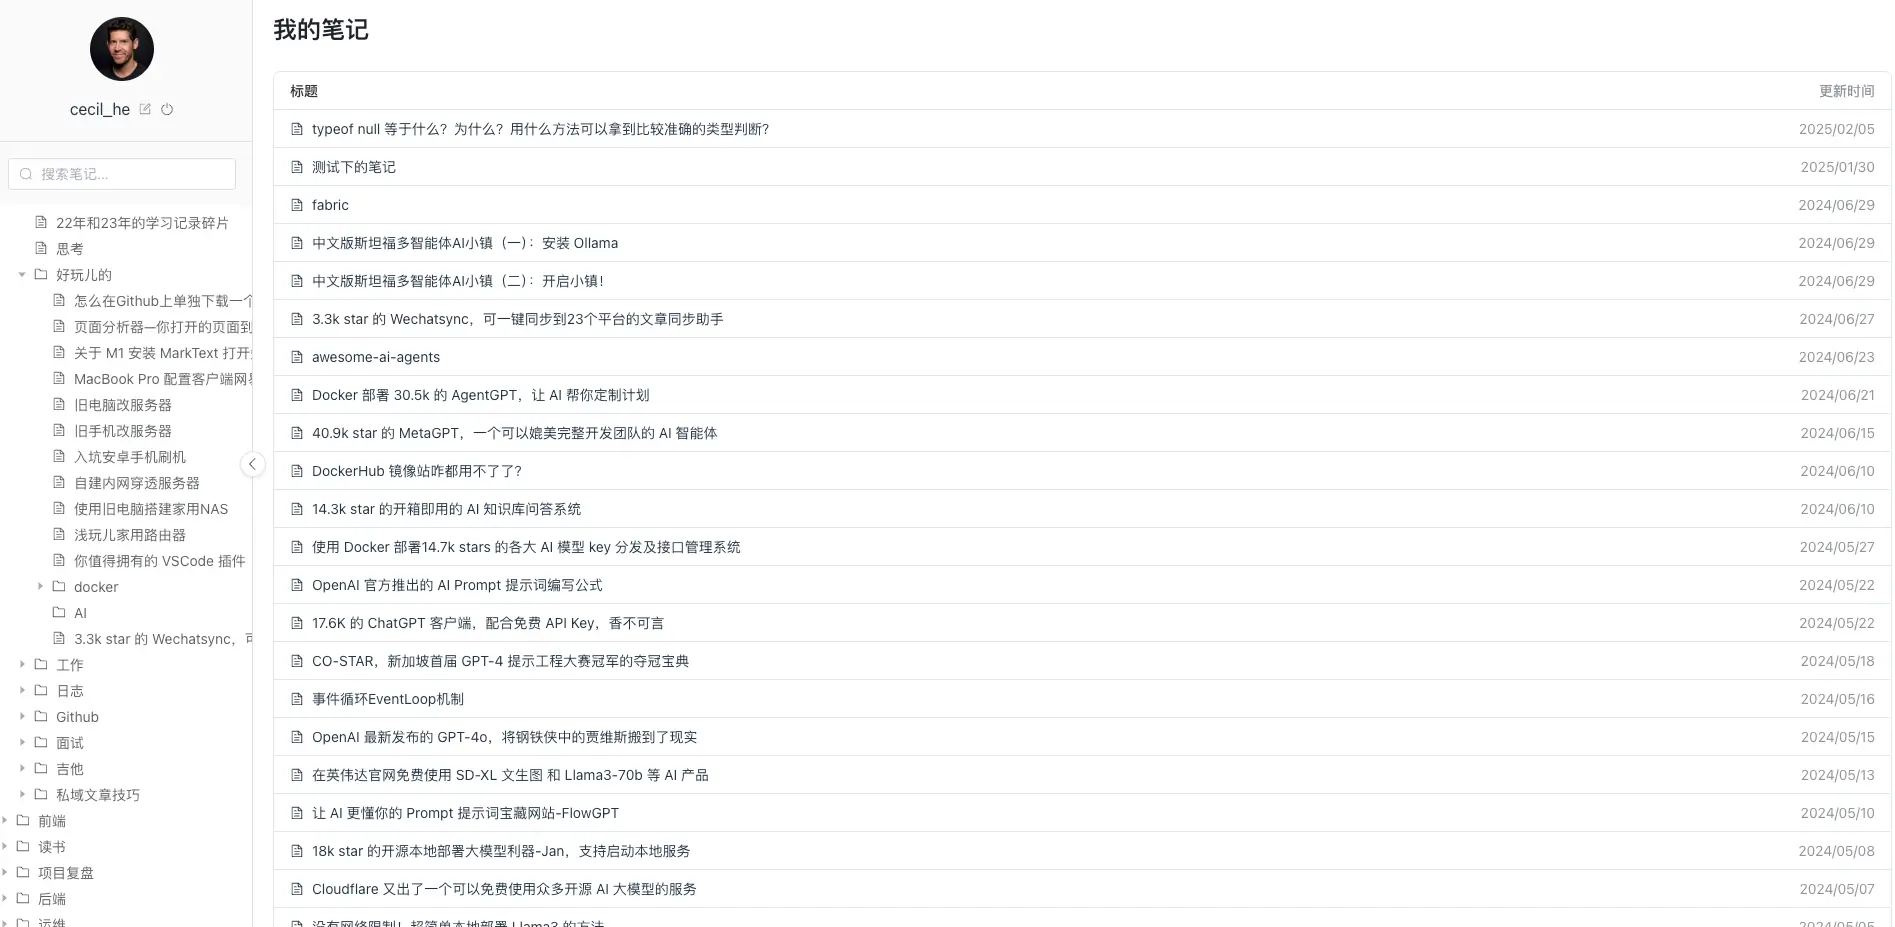 cecil_he
搜索笔记...
22年和23年的学习记录碎片
思考
好玩儿的
怎么在Github上单独下载一个
页面分析器—你打开的页面到
关于 M1 安装 MarkText 打开
MacBook Pro 配置客户端网
旧电脑改服务器
旧手机改服务器
入坑安卓手机刷机
自建内网穿透服务器
使用旧电脑搭建家用NAS
浅玩儿家用路由器
你值得拥有的 VSCode 插件
docker
AI
3.3k star 的 Wechatsync，可
工作
日志
Github
面试
吉他
私域文章技巧
前端
读书
项目复盘
后端
运维
我的笔记
标题 更新时间
typeof null 等于什么？为什么？用什么方法可以拿到比较准确的类型判断？ 2025/02/05
测试下的笔记 2025/01/30
fabric 2024/06/29
中文版斯坦福多智能体AI小镇（一）：安装 Ollama 2024/06/29
中文版斯坦福多智能体AI小镇（二）：开启小镇！ 2024/06/29
3.3k star 的 Wechatsync，可一键同步到23个平台的文章同步助手 2024/06/27
awesome-ai-agents 2024/06/23
Docker 部署 30.5k 的 AgentGPT，让 AI 帮你定制计划 2024/06/21
40.9k star 的 MetaGPT，一个可以媲美完整开发团队的 AI 智能体 2024/06/15
DockerHub 镜像站咋都用不了了？ 2024/06/10
14.3k star 的开箱即用的 AI 知识库问答系统 2024/06/10
使用 Docker 部署14.7k stars 的各大 AI 模型 key 分发及接口管理系统 2024/05/27
OpenAI 官方推出的 AI Prompt 提示词编写公式 2024/05/22
17.6K 的 ChatGPT 客户端，配合免费 API Key，香不可言 2024/05/22
CO-STAR，新加坡首届 GPT-4 提示工程大赛冠军的夺冠宝典 2024/05/18
事件循环EventLoop机制 2024/05/16
OpenAI 最新发布的 GPT-4o，将钢铁侠中的贾维斯搬到了现实 2024/05/15
在英伟达官网免费使用 SD-XL 文生图 和 Llama3-70b 等 AI 产品 2024/05/13
让 AI 更懂你的 Prompt 提示词宝藏网站-FlowGPT 2024/05/10
18k star 的开源本地部署大模型利器-Jan，支持启动本地服务 2024/05/08
Cloudflare 又出了一个可以免费使用众多开源 AI 大模型的服务 2024/05/07
没有网络限制！超简单本地部署 Llama3 的方法 2024/05/05